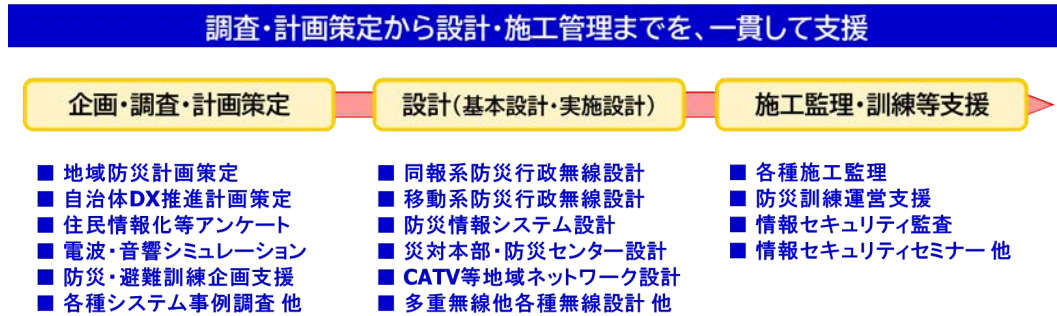 調査・計画策定から設計・施工管理までを、一貫して支援
企画・調査・計画策定
■ 地域防災計画策定
■ 自治体DX推進計画策定
■ 住民情報化等アンケート
■ 電波・音響シミュレーション
■ 防災・避難訓練企画支援
■ 各種システム事例調査 他
設計(基本設計・実施設計)
■ 同報系防災行政無線設計
■ 移動系防災行政無線設計
■ 防災情報システム設計
■ 災対本部・防災センター設計
■ CATV等地域ネットワーク設計
■ 多重無線他各種無線設計 他
施工監理・訓練等支援
■ 各種施工監理
■ 防災訓練運営支援
■ 情報セキュリティ監査
■ 情報セキュリティセミナー 他